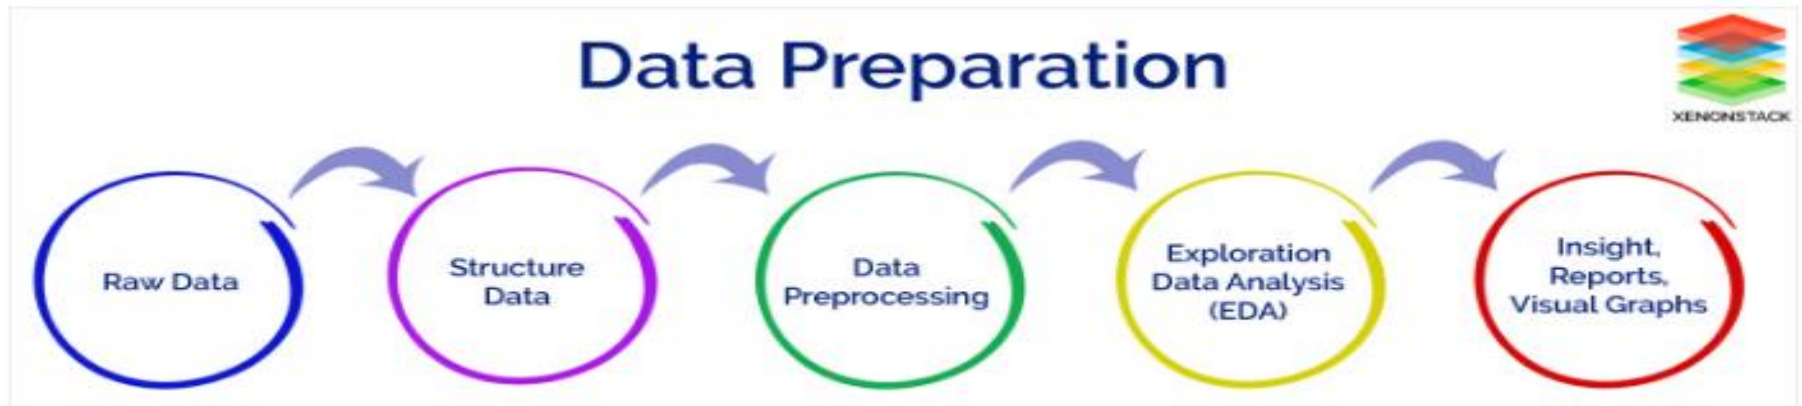 Data Preparation
XENONSTACK
Raw Data
Structure
Data
Data
Preprocessing
Exploration
Data Analysis
(EDA)
Insight,
Reports,
Visual Graphs